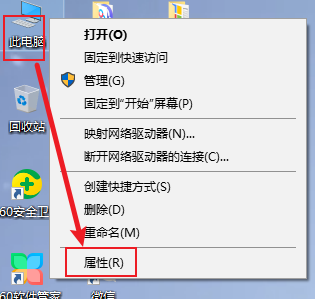 此电脑
打开(O)
固定到快速访问
管理(G)
固定到“开始”屏幕(P)
回收站
映射网络驱动器(N)...
断开网络驱动器的连接(C)...
创建快捷方式(S)
60安全卫
删除(D)
重命名(M)
属性(R)
60软件管家
微信